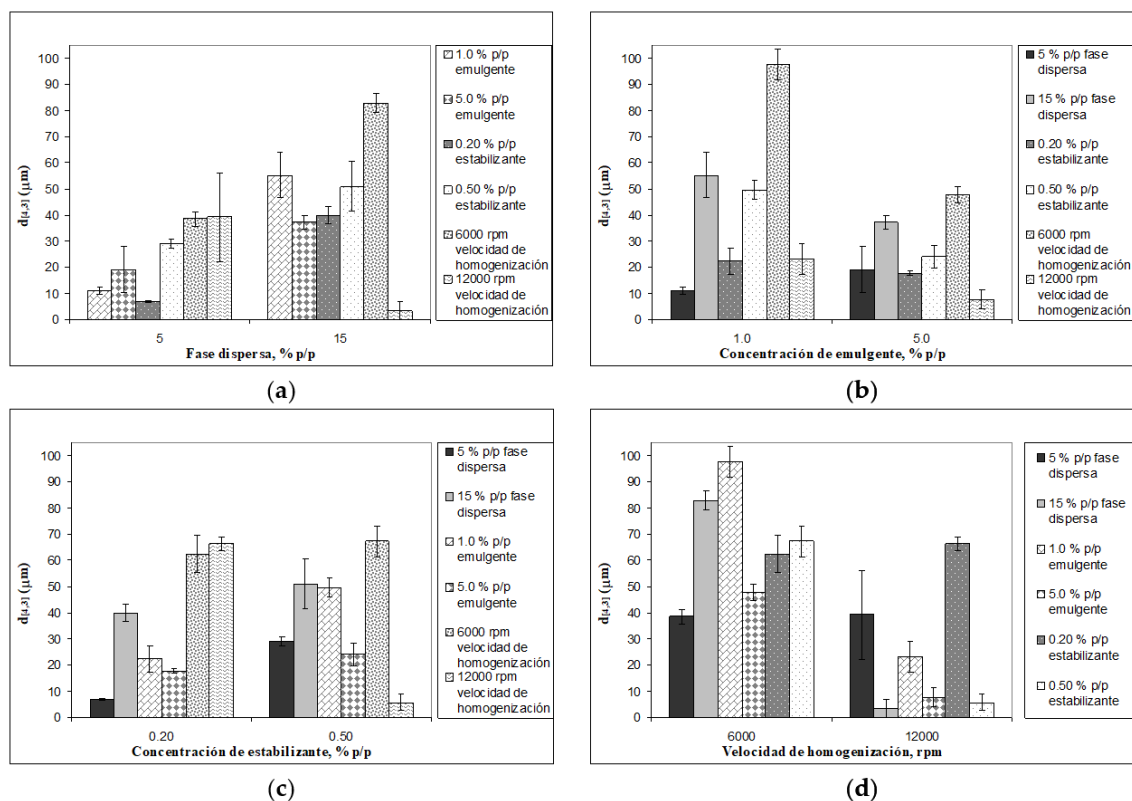 100
90
80
70
60
50
40
30
20
10
0
d[4,3] (μm)
5
15
Fase dispersa, % p/p
1.0 % p/p
emulgente
5.0 % p/p
emulgente
0.20 % p/p
estabilizante
0.50 % p/p
estabilizante
6000 rpm
velocidad de
homogenización
12000 rpm
velocidad de
homogenización
(a)
100
90
80
70
60
50
40
30
20
10
0
d[4,3] (μm)
1.0
5.0
Concentración de emulgente, % p/p
5 % p/p fase
dispersa
15 % p/p fase
dispersa
0.20 % p/p
estabilizante
0.50 % p/p
estabilizante
6000 rpm
velocidad de
homogenización
12000 rpm
velocidad de
homogenización
(b)
100
90
80
70
60
50
40
30
20
10
0
d[4,3] (μm)
0.20
0.50
Concentración de estabilizante, % p/p
5 % p/p fase
dispersa
15 % p/p fase
dispersa
1.0 % p/p
emulgente
5.0 % p/p
emulgente
6000 rpm
velocidad de
homogenización
12000 rpm
velocidad de
homogenización
(c)
100
90
80
70
60
50
40
30
20
10
0
d[4,3] (μm)
6000
12000
Velocidad de homogenización, rpm
5 % p/p fase
dispersa
15 % p/p fase
dispersa
1.0 % p/p
emulgente
5.0 % p/p
emulgente
0.20 % p/p
estabilizante
0.50 % p/p
estabilizante
(d)